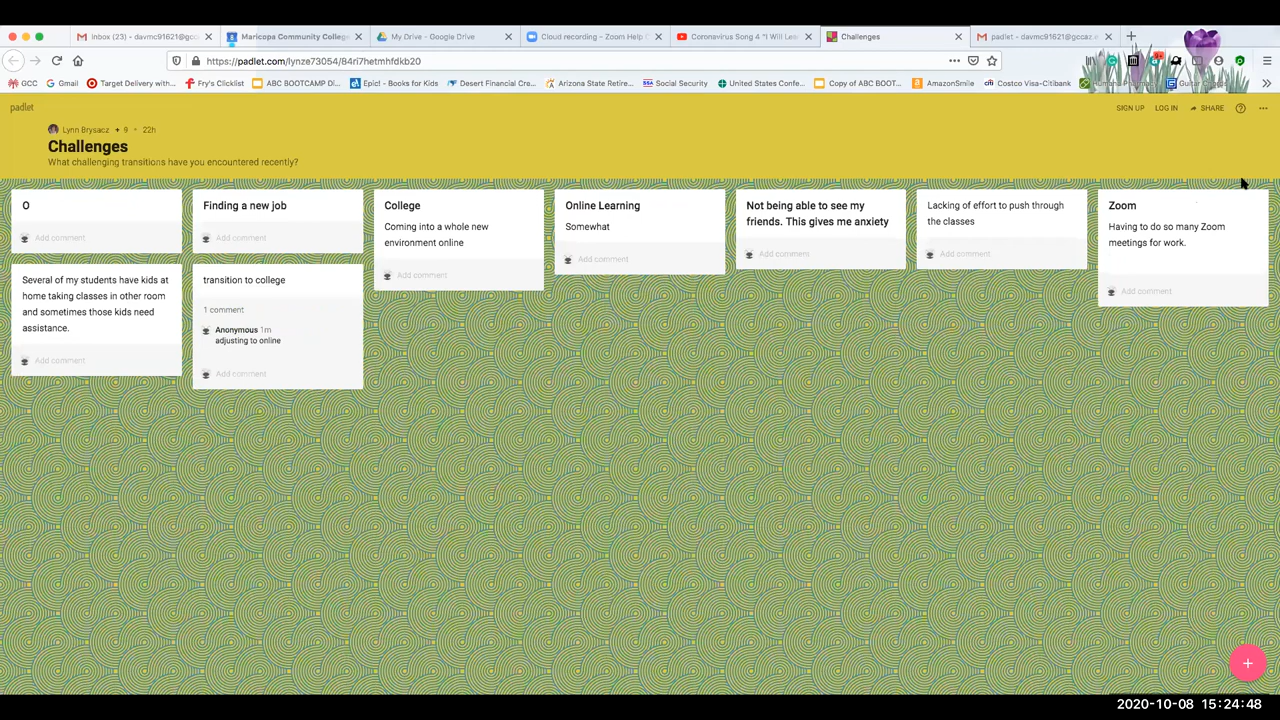 Inbox (23) - davmc91621@gcc
Maricopa Community College
My Drive - Google Drive
Cloud recording – Zoom Help C
Coronavirus Song 4 "I Will
Challenges
padlet - davmc91621@gccaz.e
https://padlet.com/lynze73054/84ri7hetmhfdkb20
GCC
Gmail
Target Delivery with...
Fry's Clicklist
ABC BOOTCAMP Di...
Epic! - Books for Kids
Desert Financial Cre...
Arizona State Retire...
Social Security
United States Confe...
Copy of ABC BOOT...
AmazonSmile
Costco Visa-Citibank
padlet
SIGN UP
LOG IN
SHARE
Lynn Brysacz + 9 • 22h
Challenges
What challenging transitions have you encountered recently?
O
Add comment
Several of my students have kids at
home taking classes in other room
and sometimes those kids need
assistance.
Add comment
Finding a new job
Add comment
transition to college
1 comment
Anonymous 1m
adjusting to online
Add comment
College
Coming into a whole new
environment online
Add comment
Online Learning
Somewhat
Add comment
Not being able to see my
friends. This gives me anxiety
Add comment
Lacking of effort to push through
the classes
Add comment
Zoom
Having to do so many Zoom
meetings for work.
Add comment
2020-10-08 15:24:48